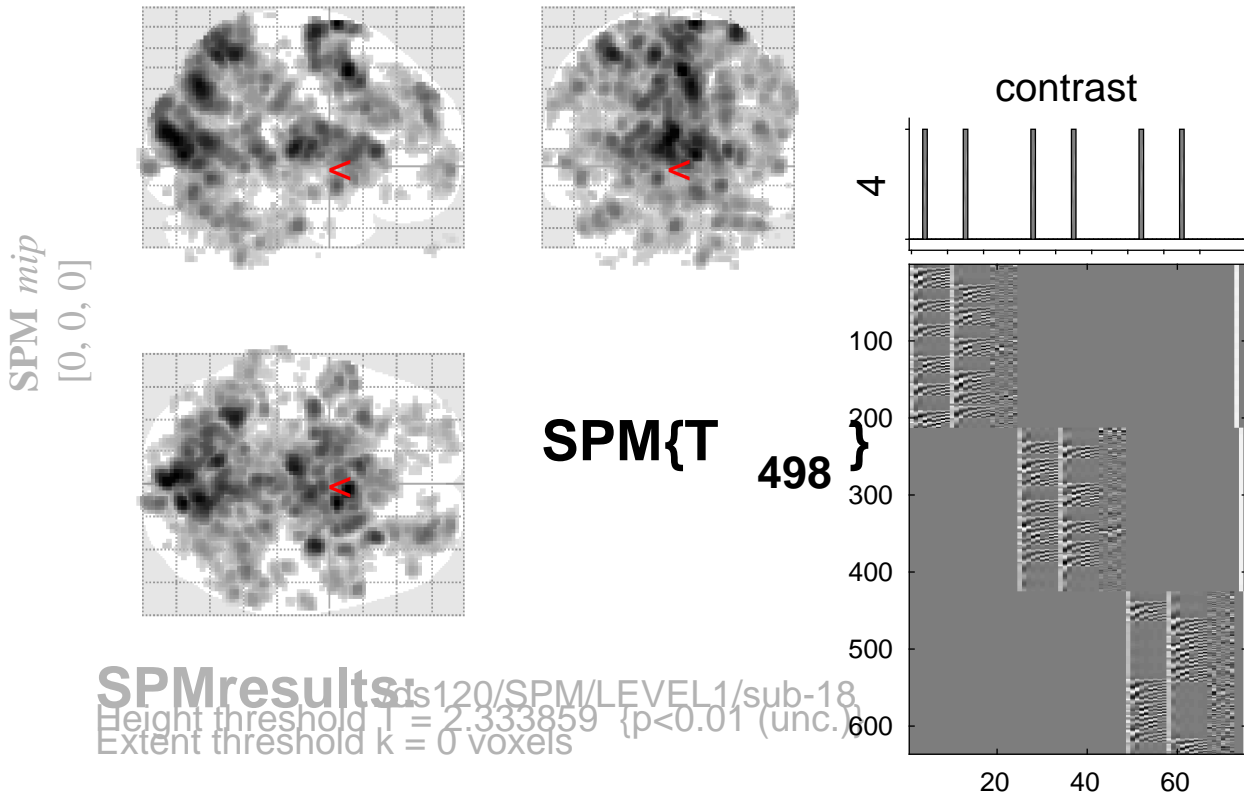 contrast
4
<
<
SPM mip
[0, 0, 0]
<
SPM{T
498
}
100
200
300
400
500
600
20
40
60
SPMresults: ./ds120/SPM/LEVEL1/sub-18
Height threshold T = 2.333859 {p<0.01 (unc.)}
Extent threshold k = 0 voxels